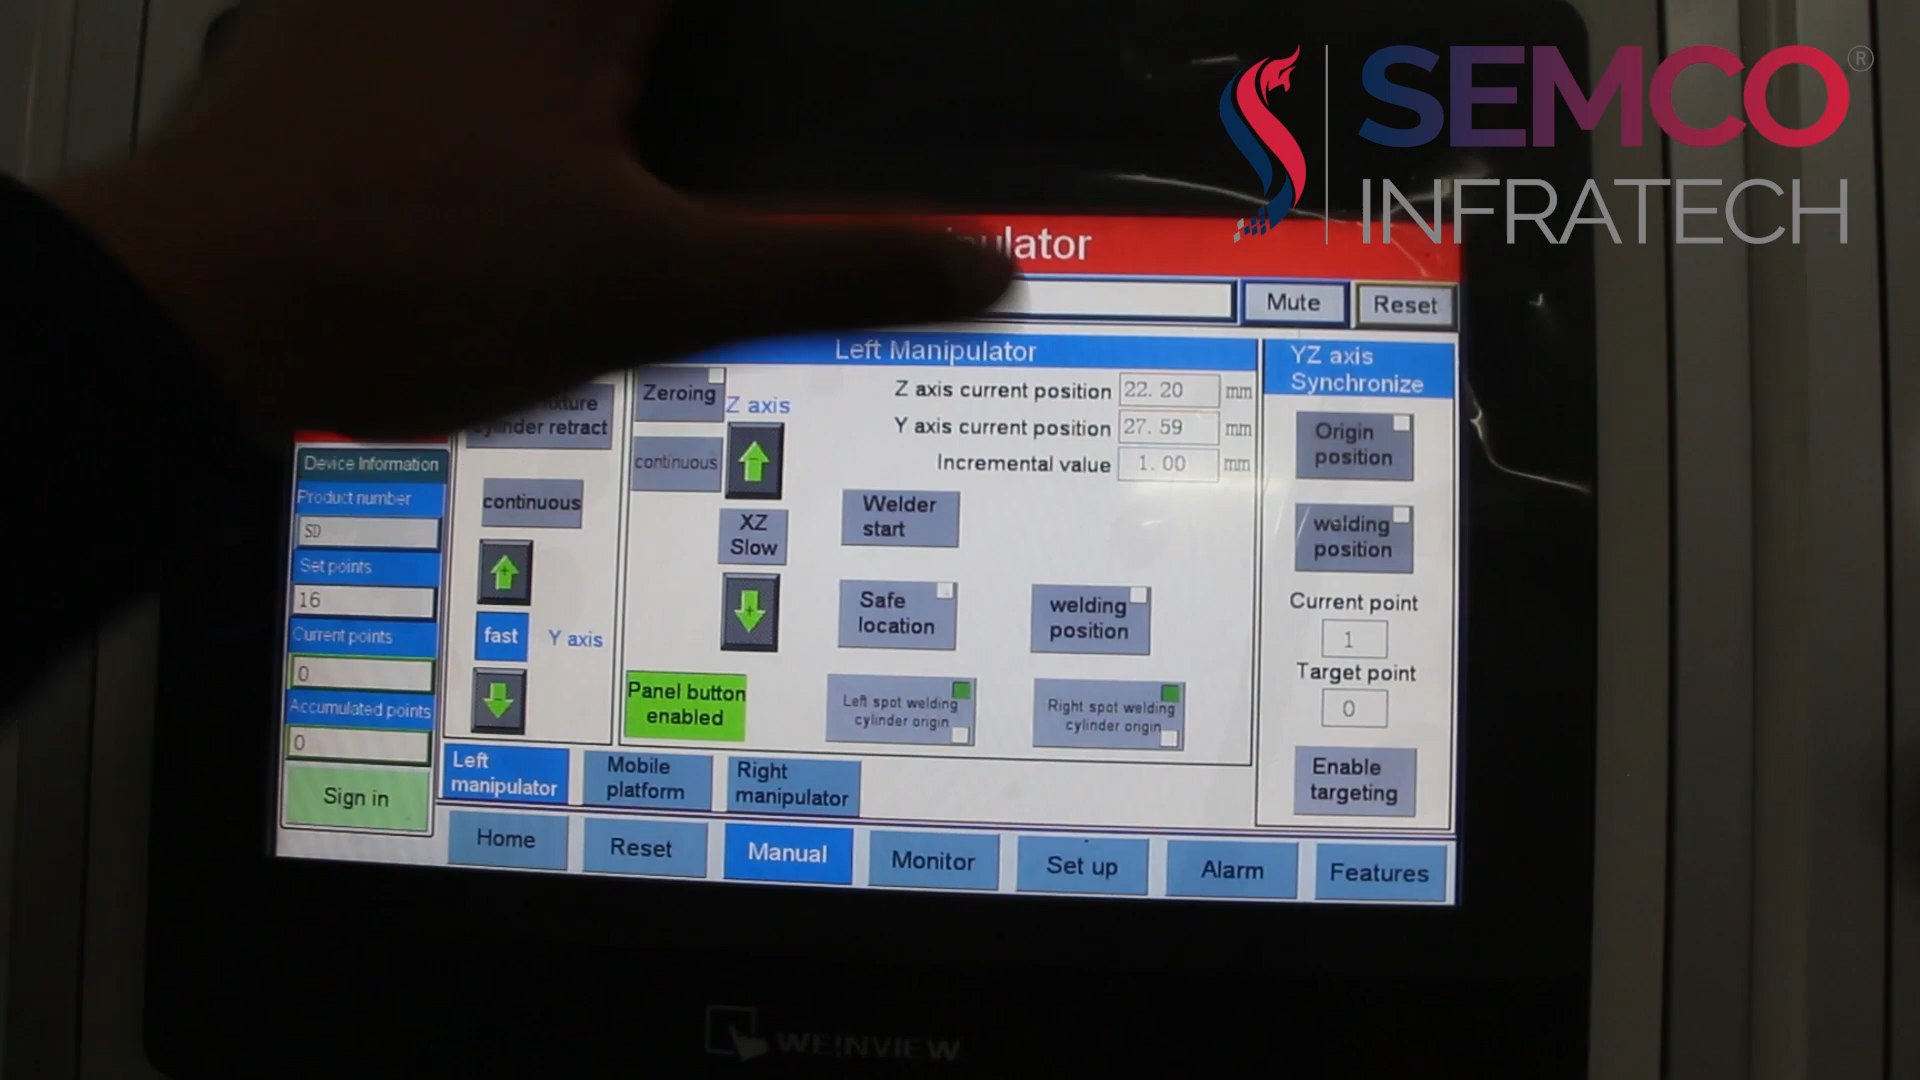 SEMCO®
INFRATECH
Mute
Reset
Left Manipulator
YZ axis
Synchronize
cylinder retract
Zeroing
Z axis
continuous
XZ
Slow
Z axis current position 22.20 mm
Y axis current position 27.59 mm
Incremental value 1.00 mm
Welder
start
Safe
location
welding
position
Left spot welding
cylinder origin
Right spot welding
cylinder origin
Panel button
enabled
continuous
fast
Y axis
Origin
position
welding
position
Current point
1
Target point
0
Enable
targeting
Device Information
Product number
SD
Set points
16
Current points
0
Accumulated points
0
Sign in
Left
manipulator
Mobile
platform
Right
manipulator
Home
Reset
Manual
Monitor
Set up
Alarm
Features
WEINVIEW